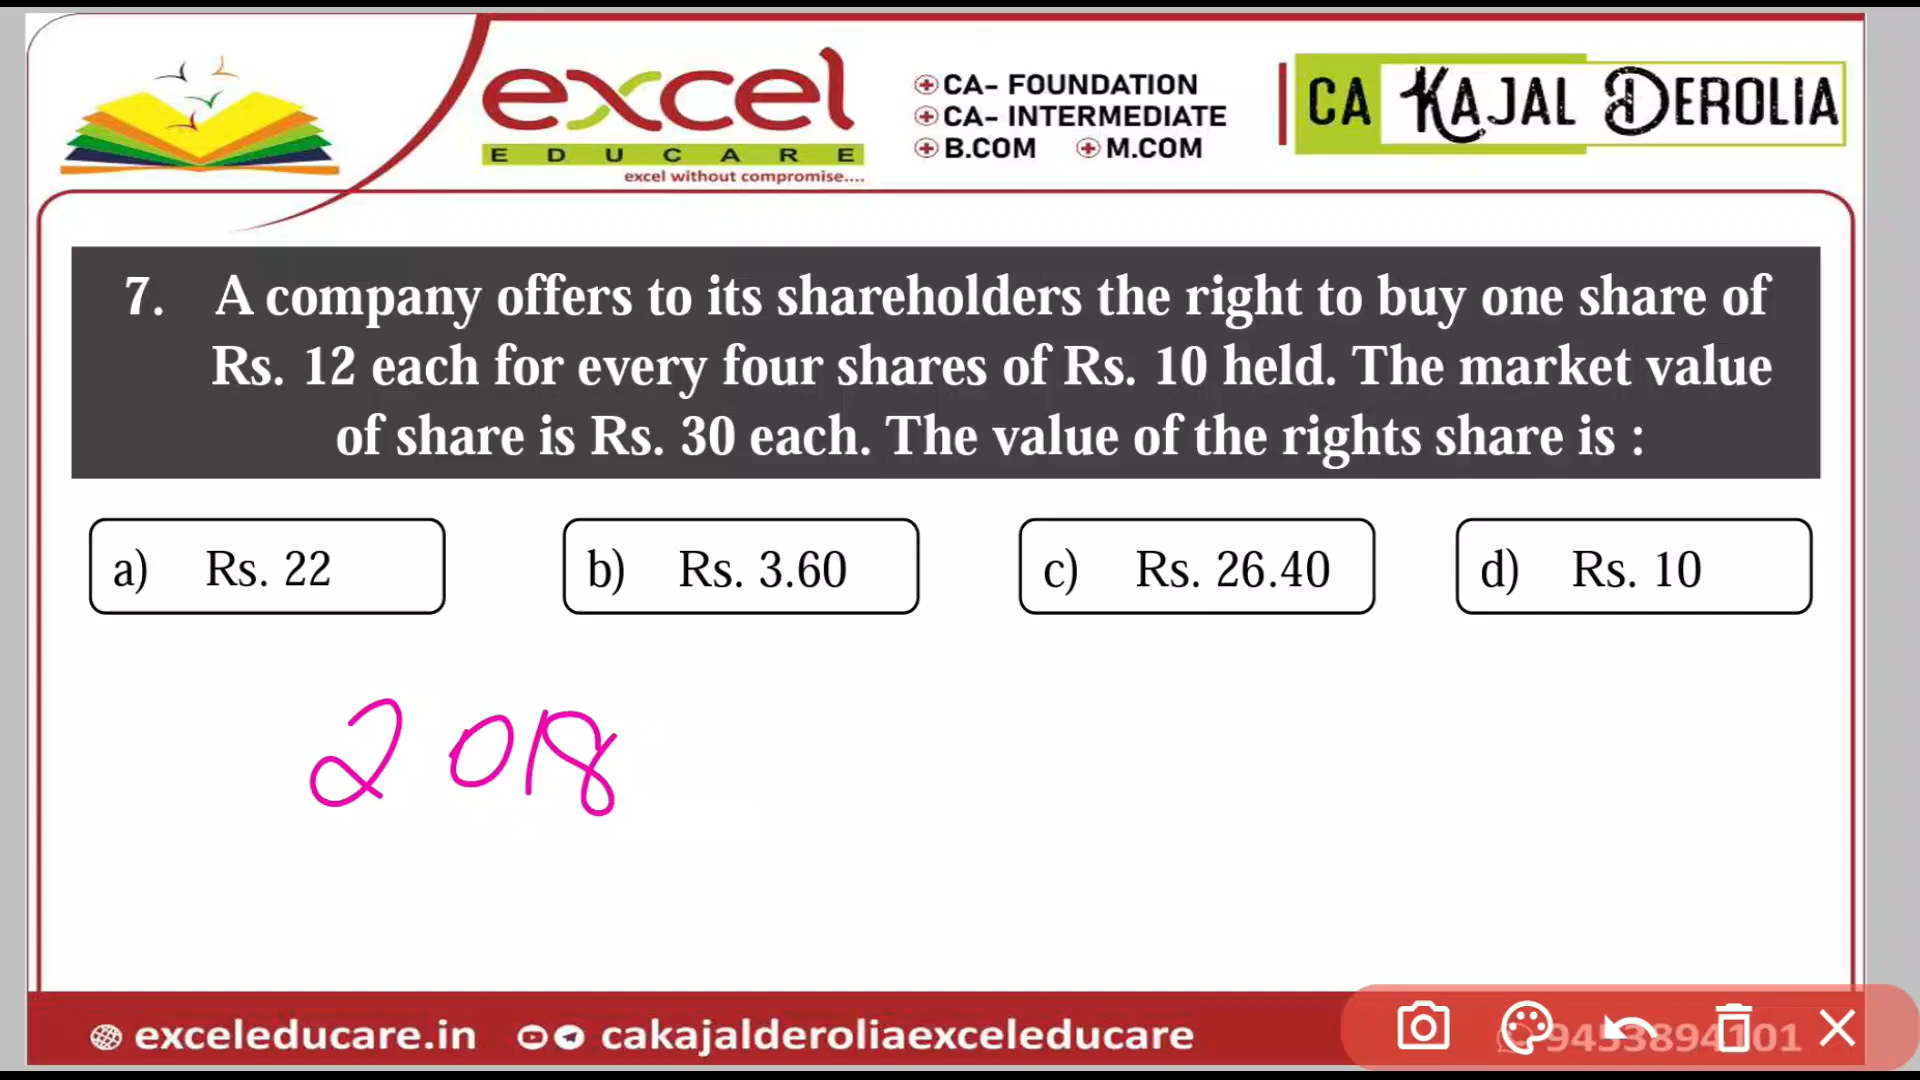 excel
EDUCARE
excel without compromise....
CA- FOUNDATION
CA- INTERMEDIATE
B.COM M.COM
CA KAJAL DEROLIA
7. A company offers to its shareholders the right to buy one share of
Rs. 12 each for every four shares of Rs. 10 held. The market value
of share is Rs. 30 each. The value of the rights share is :
a) Rs. 22
b) Rs. 3.60
c) Rs. 26.40
d) Rs. 10
2018
exceleducare.in cakajalderoliaexceleducare 9453894101